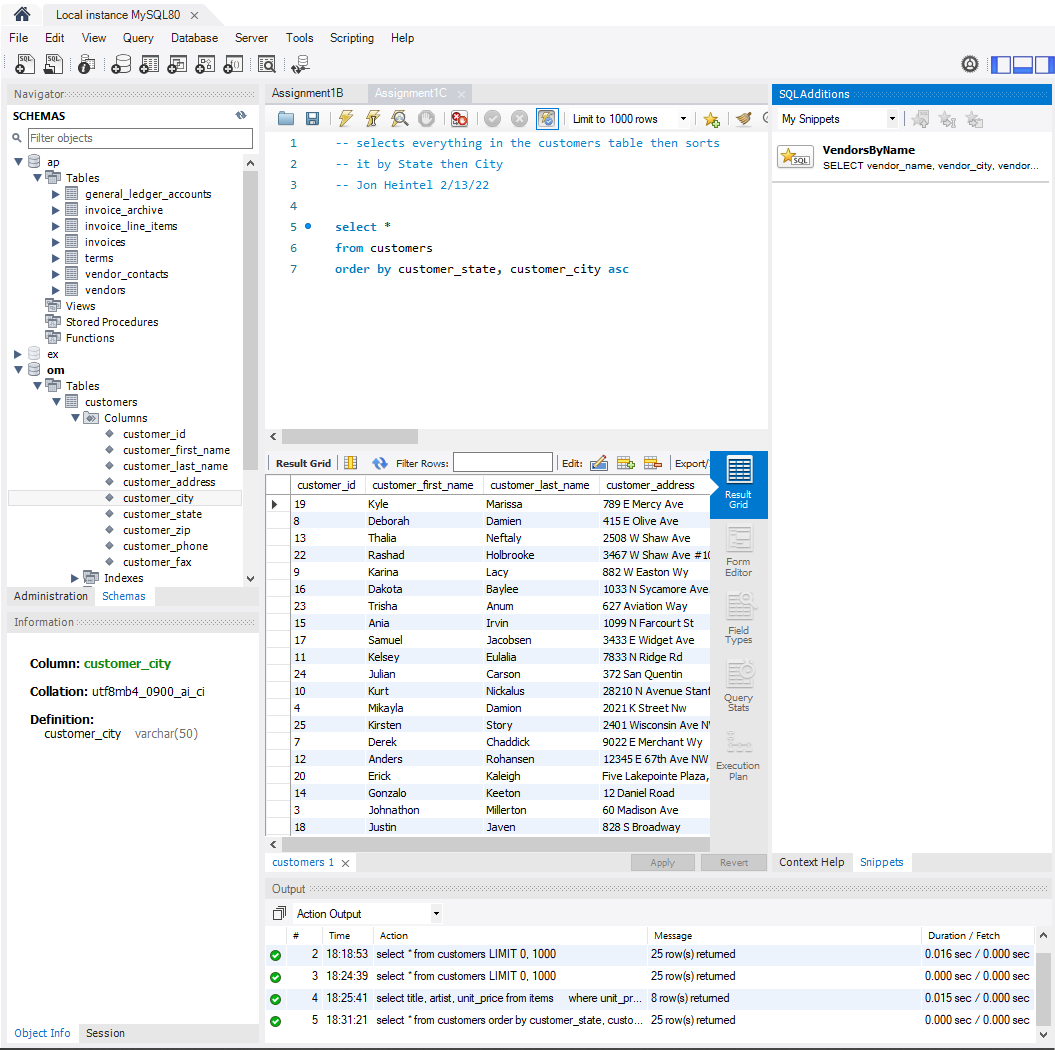 Local instance MySQL80
File Edit View Query Database Server Tools Scripting Help
Navigator
SCHEMAS
Filter objects
ap
Tables
general_ledger_accounts
invoice_archive
invoice_line_items
invoices
terms
vendor_contacts
vendors
Views
Stored Procedures
Functions
ex
om
Tables
customers
Columns
customer_id
customer_first_name
customer_last_name
customer_address
customer_city
customer_state
customer_zip
customer_phone
customer_fax
Indexes
Administration Schemas
Information
Column: customer_city
Collation: utf8mb4_0900_ai_ci
Definition:
customer_city varchar(50)
Object Info Session
Assignment1B Assignment1C
Limit to 1000 rows
1 -- selects everything in the customers table then sorts
2 -- it by State then City
3 -- Jon Heintel 2/13/22
4
5 select *
6 from customers
7 order by customer_state, customer_city asc
Result Grid Filter Rows: Edit: Export/
customer_id customer_first_name customer_last_name customer_address
19 Kyle Marissa 789 E Mercy Ave
8 Deborah Damien 415 E Olive Ave
13 Thalia Neftaly 2508 W Shaw Ave
22 Rashad Holbrooke 3467 W Shaw Ave #10
9 Karina Lacy 882 W Easton Wy
16 Dakota Baylee 1033 N Sycamore Ave.
23 Trisha Anum 627 Aviation Way
15 Ania Irvin 1099 N Farcourt St
17 Samuel Jacobsen 3433 E Widget Ave
11 Kelsey Eulalia 7833 N Ridge Rd
24 Julian Carson 372 San Quentin
10 Kurt Nickalus 28210 N Avenue Stanf
4 Mikayla Damion 2021 K Street Nw
25 Kirsten Story 2401 Wisconsin Ave N
7 Derek Chaddick 9022 E Merchant Wy
12 Anders Rohansen 12345 E 67th Ave NW
20 Erick Kaleigh Five Lakepointe Plaza,
14 Gonzalo Keeton 12 Daniel Road
3 Johnathon Millerton 60 Madison Ave
18 Justin Javen 828 S Broadway
Result
Grid
Form
Editor
Field
Types
Query
Stats
Execution
Plan
customers 1 Apply Revert
SQLAdditions
My Snippets
SQL VendorsByName
SELECT vendor_name, vendor_city, vendor...
Context Help Snippets
Output
Action Output
# Time Action Message Duration / Fetch
2 18:18:53 select * from customers LIMIT 0, 1000 25 row(s) returned 0.016 sec / 0.000 sec
3 18:24:39 select * from customers LIMIT 0, 1000 25 row(s) returned 0.000 sec / 0.000 sec
4 18:25:41 select title, artist, unit_price from items where unit_pr... 8 row(s) returned 0.015 sec / 0.000 sec
5 18:31:21 select * from customers order by customer_state, custo... 25 row(s) returned 0.000 sec / 0.000 sec